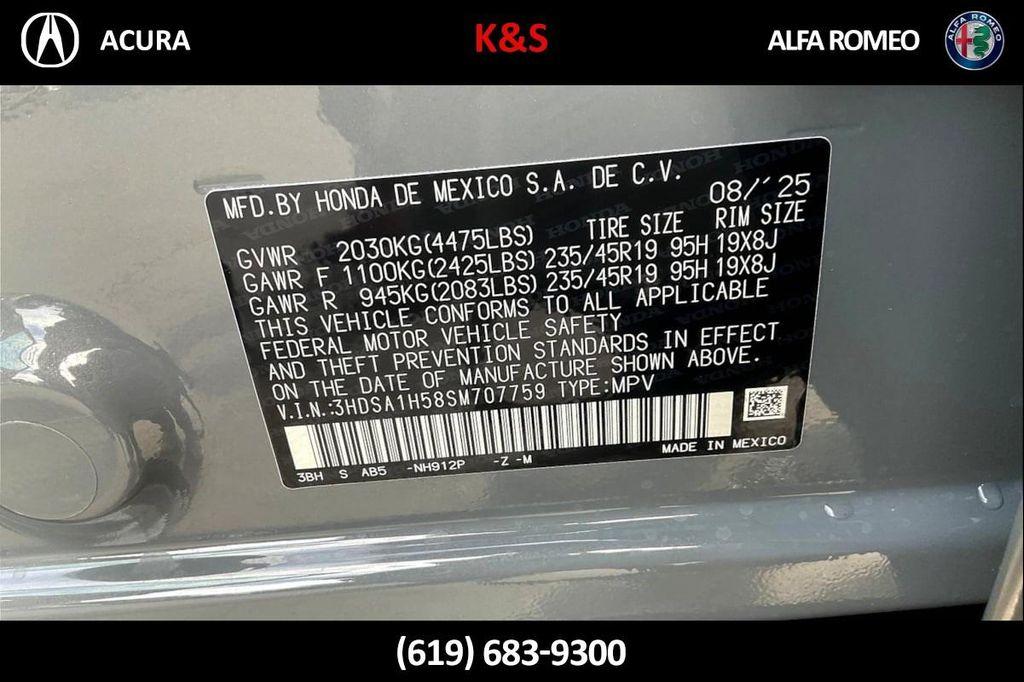 ACURA
K&S
ALFA ROMEO
ALFA ROMEO
MFD.BY HONDA DE MEXICO S.A. DE C.V. 08/'25
TIRE SIZE RIM SIZE
GVWR 2030KG(4475LBS)
GAWR F 1100KG(2425LBS) 235/45R19 95H 19X8J
GAWR R 945KG(2083LBS) 235/45R19 95H 19X8J
THIS VEHICLE CONFORMS TO ALL APPLICABLE
FEDERAL MOTOR VEHICLE SAFETY
AND THEFT PREVENTION STANDARDS IN EFFECT
ON THE DATE OF MANUFACTURE SHOWN ABOVE.
V.I.N.:3HDSA1H58SM707759 TYPE:MPV
MADE IN MEXICO
3BH S AB5 -NH912P -Z -M
(619) 683-9300